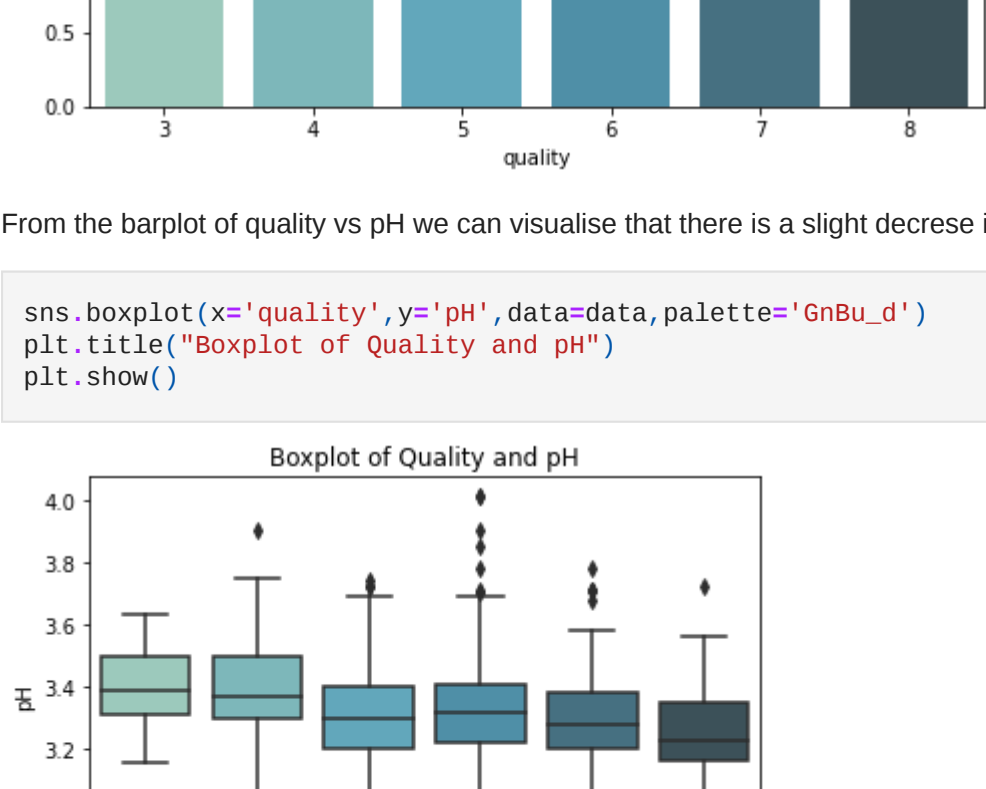 0.5
0.0
3 4 5 6 7 8
quality
From the barplot of quality vs pH we can visualise that there is a slight decrese
sns.boxplot(x='quality',y='pH',data=data,palette='GnBu_d')
plt.title("Boxplot of Quality and pH")
plt.show()
Boxplot of Quality and pH
4.0
3.8
3.6
3.4
pH
3.2